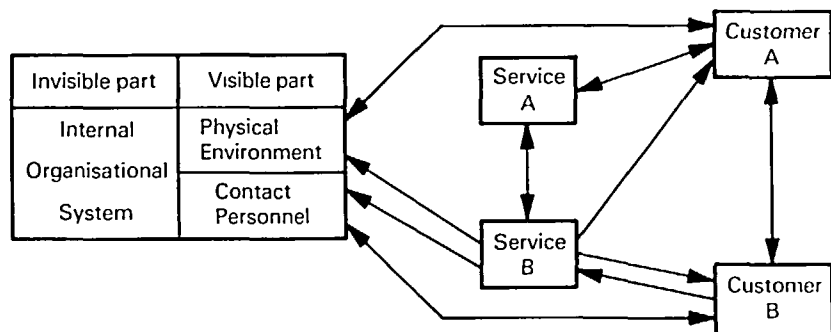 Invisible part
Visible part
Internal
Organisational
System
Physical
Environment
Contact
Personnel
Service
A
Service
B
Customer
A
Customer
B